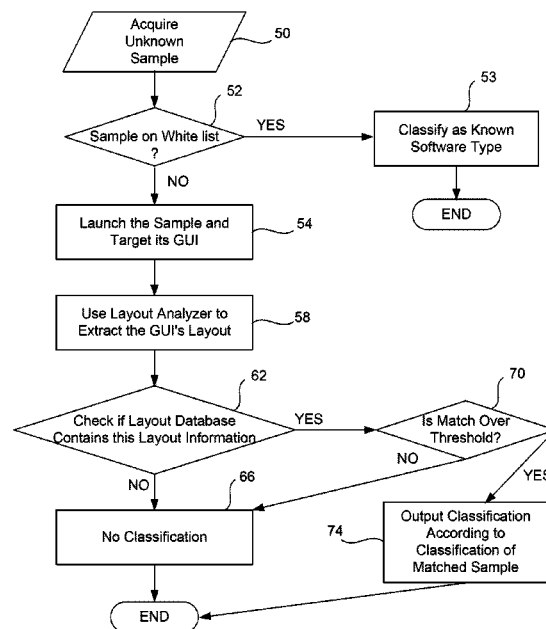 Acquire
Unknown
Sample
50
52
Sample on White list
?
YES
53
Classify as Known
Software Type
END
NO
Launch the Sample and
Target its GUI
54
Use Layout Analyzer to
Extract the GUI's Layout
58
62
Check if Layout Database
Contains this Layout Information
YES
70
Is Match Over
Threshold?
NO
NO
66
YES
No Classification
74
Output Classification
According to
Classification of
Matched Sample
END